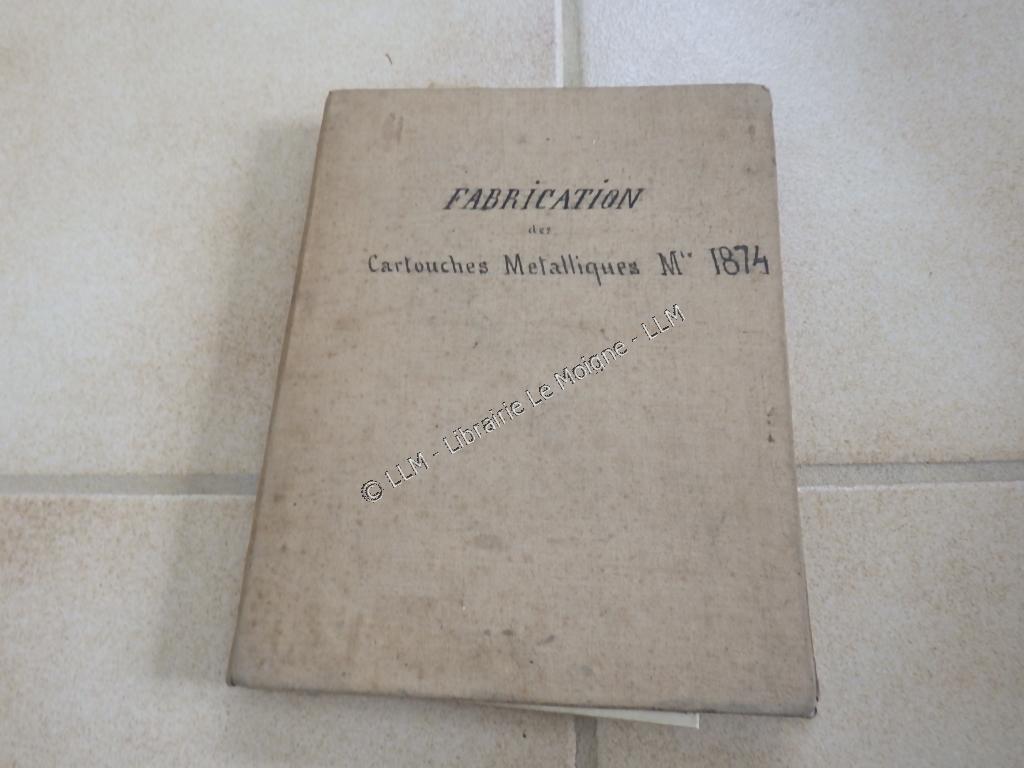 FABRICATION
des
Cartouches Metalliques Mle 1874
© LLM - Librairie Le Moigne - LLM